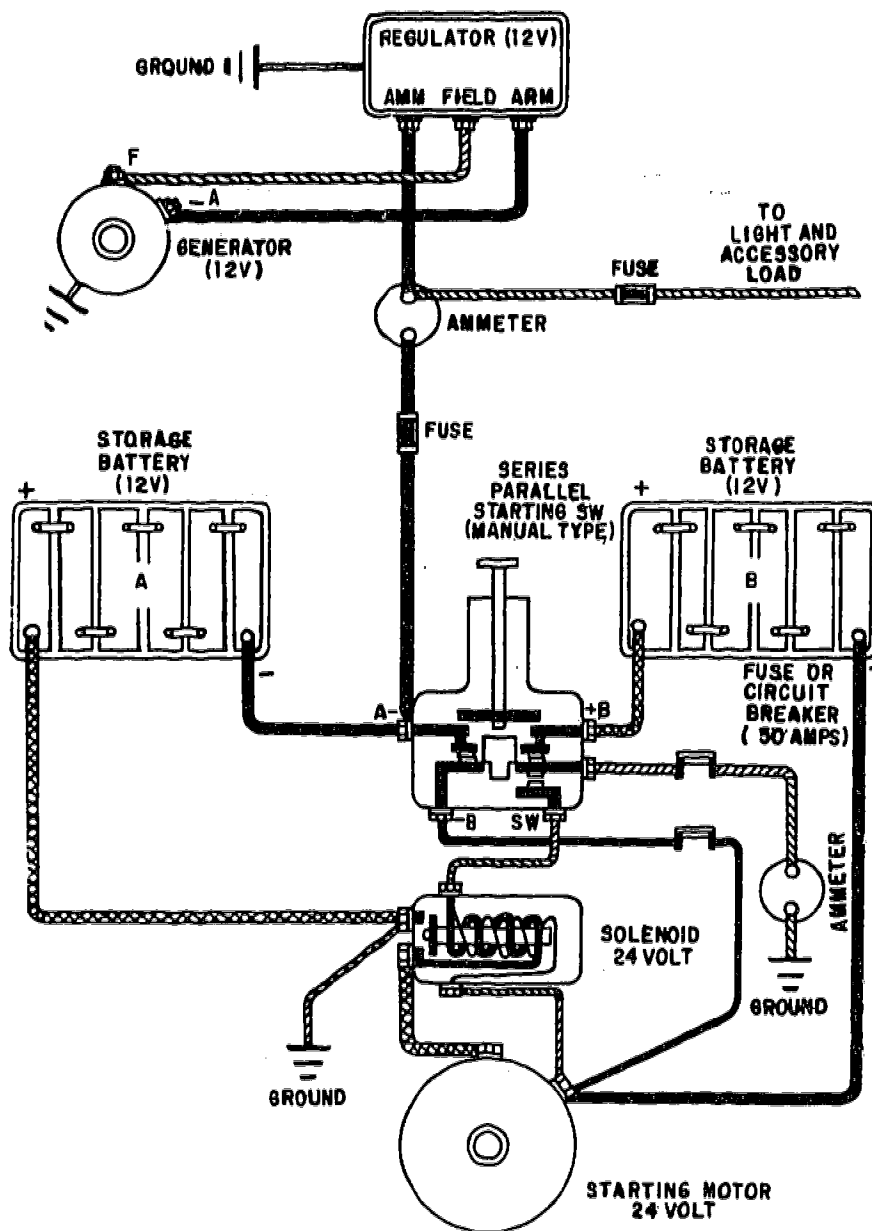 REGULATOR (12V)
GROUND
AMM FIELD ARM
F
-A
GENERATOR
(12V)
TO
LIGHT AND
ACCESSORY
LOAD
FUSE
AMMETER
FUSE
STORAGE
BATTERY
(12V)
+
A
-
SERIES
PARALLEL
STARTING SW
(MANUAL TYPE)
STORAGE
BATTERY
(12V)
+
B
-
FUSE OR
CIRCUIT
BREAKER
(50 AMPS)
A-
+B
-B
SW
AMMETER
SOLENOID
24 VOLT
GROUND
GROUND
STARTING MOTOR
24 VOLT